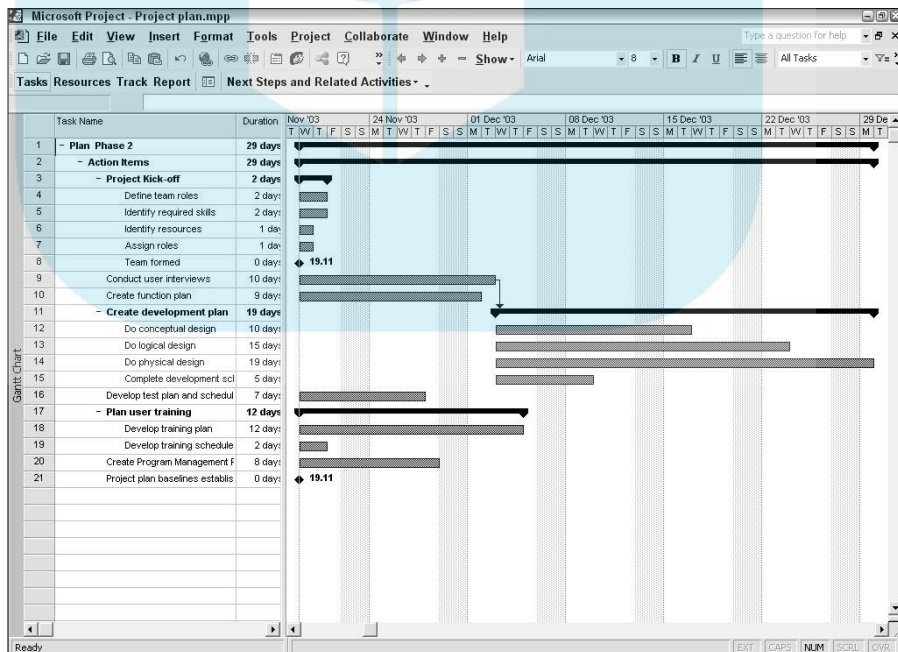 Microsoft Project - Project plan.mpp
File Edit View Insert Format Tools Project Collaborate Window Help
Type a question for help
Show Arial 8 B I U All Tasks
Tasks Resources Track Report Next Steps and Related Activities
Task Name Duration Nov '03 24 Nov '03 01 Dec '03 08 Dec '03 15 Dec '03 22 Dec '03 29 De
T W T F S S M T W T F S S M T W T F S S M T W T F S S M T W T F S S M T W T F S S M T
1 - Plan Phase 2 29 days
2 - Action Items 29 days
3 - Project Kick-off 2 days
4 Define team roles 2 days
5 Identify required skills 2 days
6 Identify resources 1 day
7 Assign roles 1 day
8 Team formed 0 days 19.11
9 Conduct user interviews 10 days
10 Create function plan 9 days
11 - Create development plan 19 days
12 Do conceptual design 10 days
13 Do logical design 15 days
14 Do physical design 19 days
15 Complete development scl 5 days
16 Develop test plan and schedul 7 days
17 - Plan user training 12 days
18 Develop training plan 12 days
19 Develop training schedule 2 days
20 Create Program Management F 8 days
21 Project plan baselines establis 0 days 19.11
Gantt Chart
Ready EXT CAPS NUM SCRL OVR